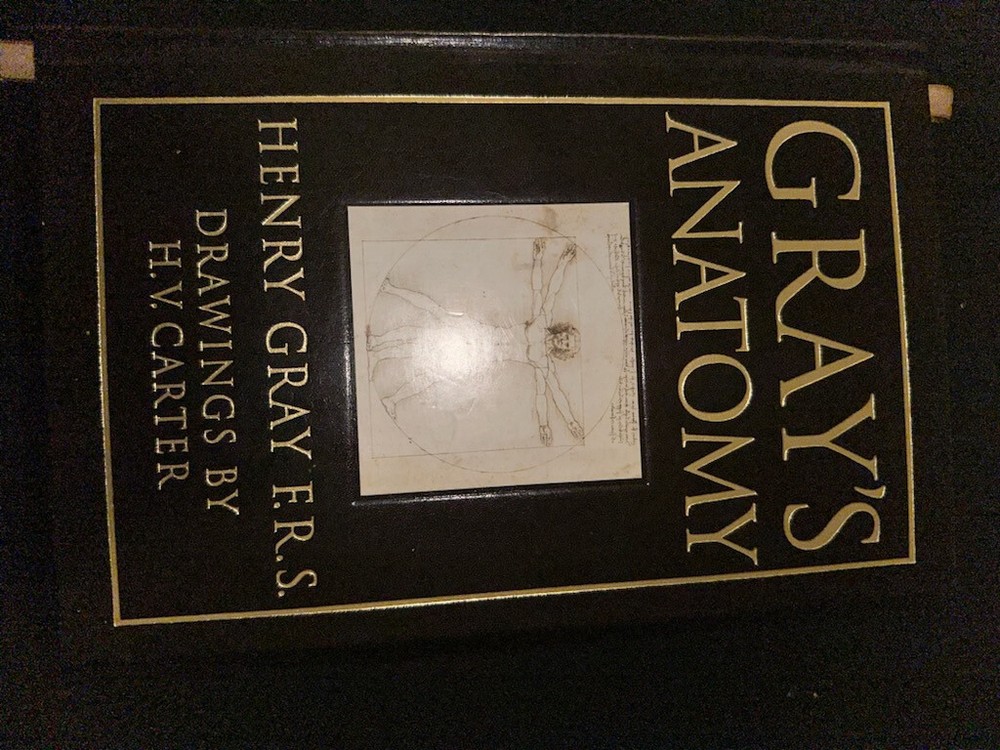 GRAY'S
ANATOMY
HENRY GRAY F.R.S.
DRAWINGS BY
H.V. CARTER